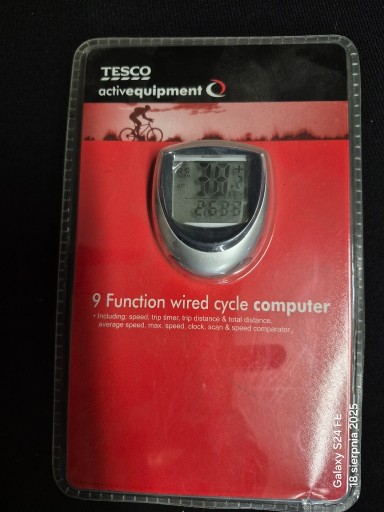 TESCO
activequipment
9 Function wired cycle computer
• Including: speed, trip timer, trip distance & total distance,
average speed, max. speed, clock, scan & speed comparator.
Galaxy S24 FE
18 sierpnia 2025